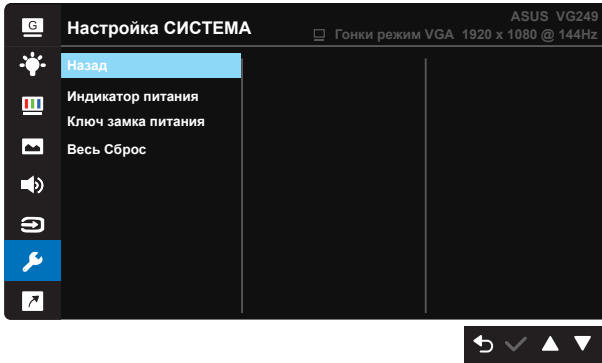 G
Настройка СИСТЕМА
ASUS VG249
Гонки режим VGA 1920 x 1080 @ 144Hz
Назад
Индикатор питания
Ключ замка питания
Весь Сброс